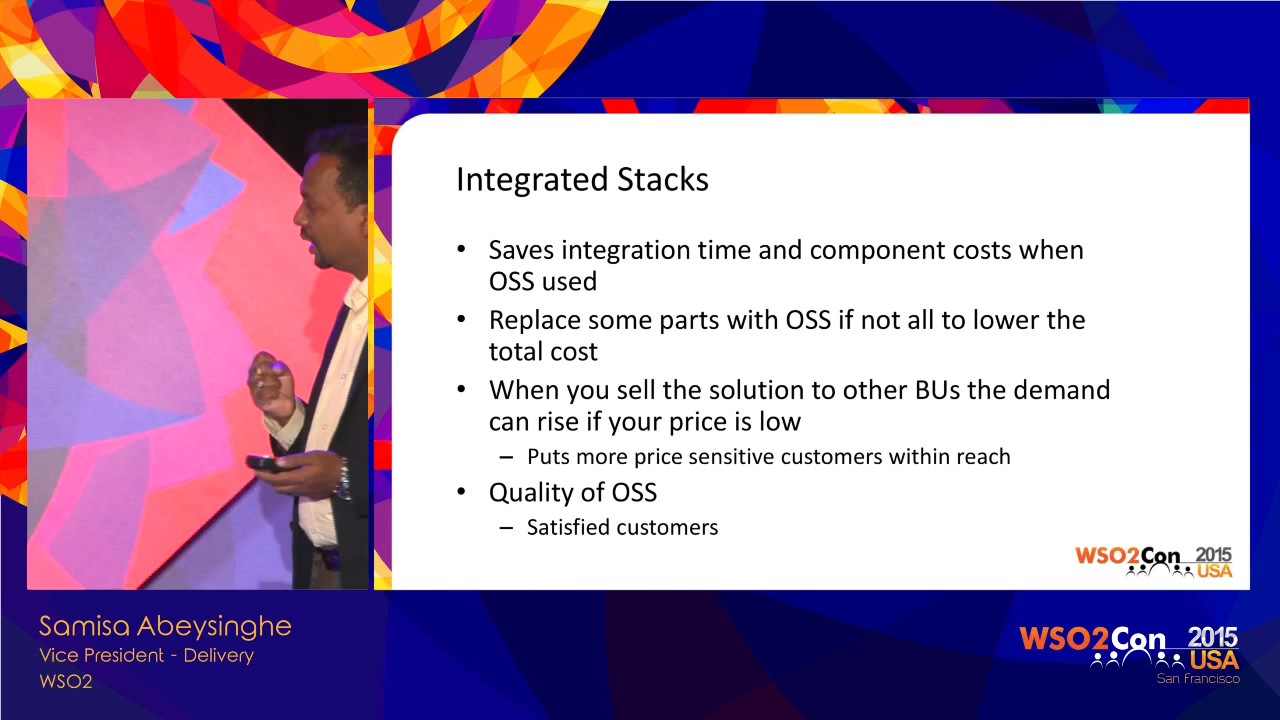 Integrated Stacks
• Saves integration time and component costs when
OSS used
• Replace some parts with OSS if not all to lower the
total cost
• When you sell the solution to other BUs the demand
can rise if your price is low
– Puts more price sensitive customers within reach
• Quality of OSS
– Satisfied customers
WSO2Con 2015
USA
Samisa Abeysinghe
Vice President - Delivery
WSO2
WSO2Con 2015
USA
San Francisco